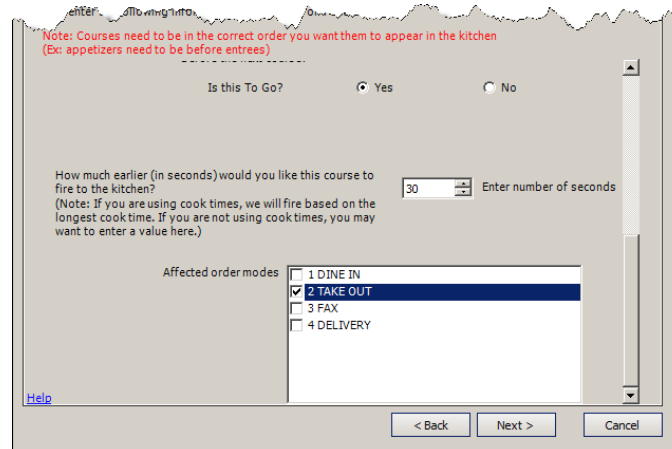 enter
Note: Courses need to be in the correct order you want them to appear in the kitchen
(Ex: appetizers need to be before entrees)
Is this To Go? Yes No
How much earlier (in seconds) would you like this course to
fire to the kitchen?
(Note: If you are using cook times, we will fire based on the
longest cook time. If you are not using cook times, you may
want to enter a value here.)
30 Enter number of seconds
Affected order modes
1 DINE IN
2 TAKE OUT
3 FAX
4 DELIVERY
Help
< Back Next > Cancel